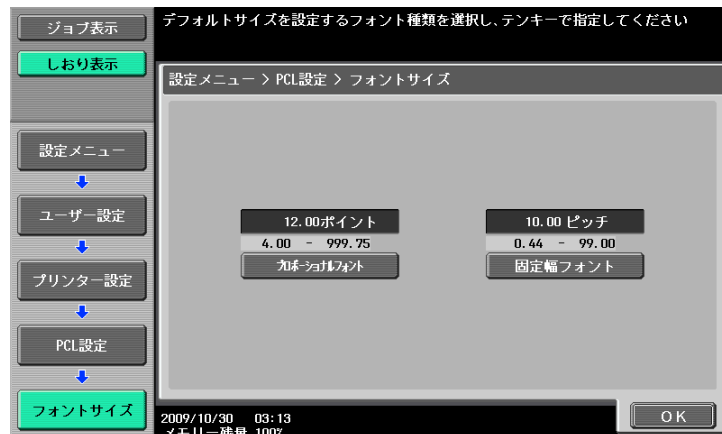 ジョブ表示
しおり表示
設定メニュー
ユーザー設定
プリンター設定
PCL設定
フォントサイズ
デフォルトサイズを設定するフォント種類を選択し、テンキーで指定してください
設定メニュー > PCL設定 > フォントサイズ
12.00ポイント
4.00 - 999.75
プロポーショナルフォント
10.00 ピッチ
0.44 - 99.00
固定幅フォント
2009/10/30 03:13
メモリー残量 100%
OK